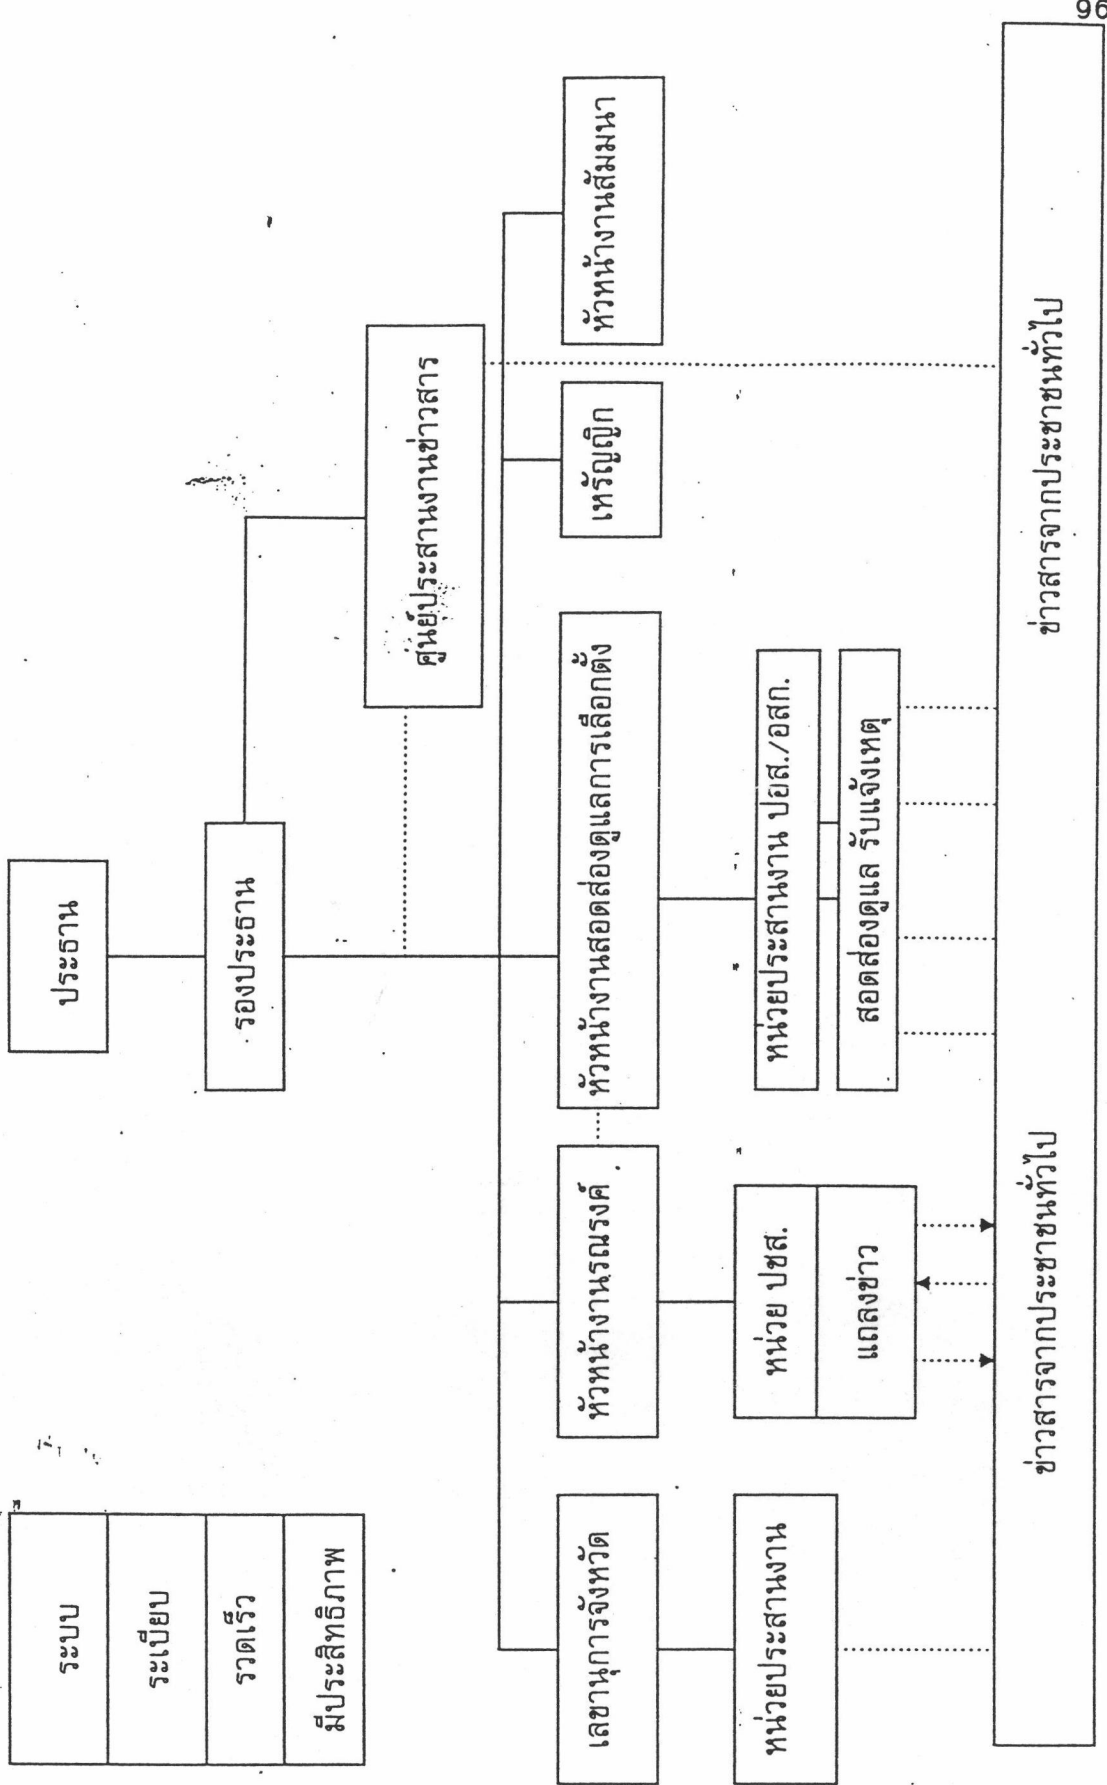 96
ระบบ
ระเบียบ
รวดเร็ว
มีประสิทธิภาพ
ประธาน
รองประธาน
ศูนย์ประสานงานข่าวสาร
เลขานุการจังหวัด
หัวหน้างานรณรงค์
หัวหน้างานสอดส่องดูแลการเลือกตั้ง
เหรัญญิก
หัวหน้างานสัมมนา
หน่วยประสานงาน
หน่วย ปชส.
แถลงข่าว
หน่วยประสานงาน ปอส./อสก.
สอดส่องดูแล รับแจ้งเหตุ
ข่าวสารจากประชาชนทั่วไป
ข่าวสารจากประชาชนทั่วไป